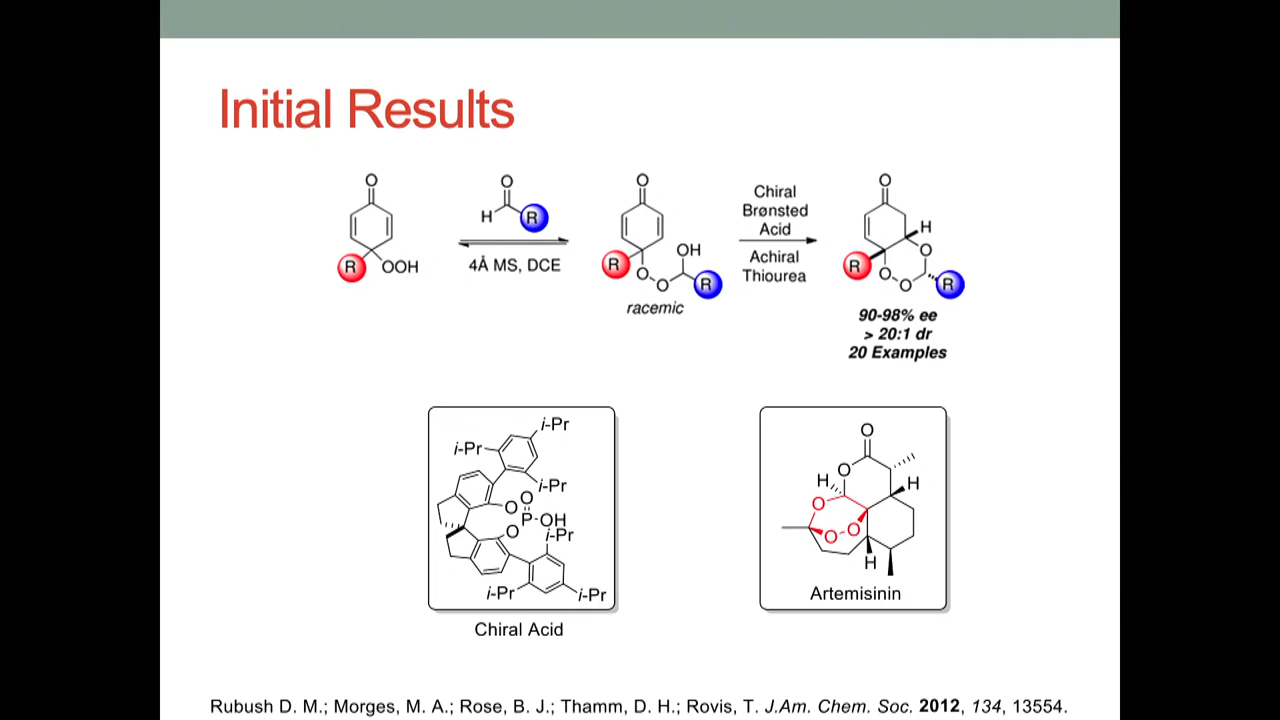 Initial Results
O
R
OOH
O
H
R
4Å MS, DCE
O
OH
R
O
O
R
racemic
Chiral
Brønsted
Acid
Achiral
Thiourea
O
H
O
R
O
O
R
90-98% ee
> 20:1 dr
20 Examples
i-Pr
i-Pr
i-Pr
O
O
P
OH
O
i-Pr
i-Pr
i-Pr
Chiral Acid
O
O
H
H
O
O
O
H
Artemisinin
Rubush D. M.; Morges, M. A.; Rose, B. J.; Thamm, D. H.; Rovis, T. J.Am. Chem. Soc. 2012, 134, 13554.